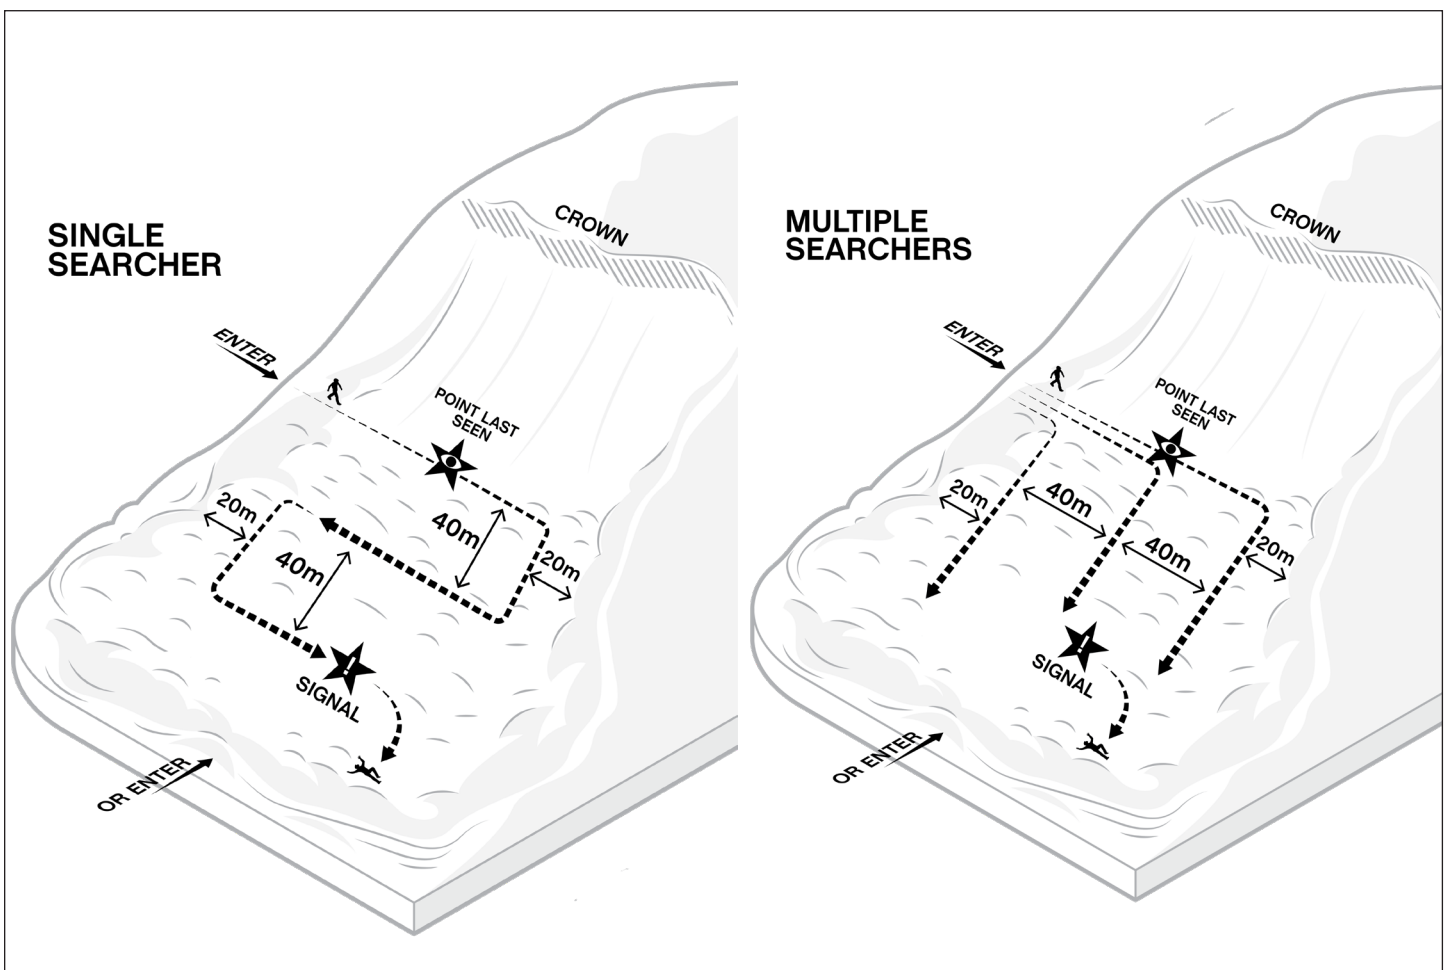 SINGLE
SEARCHER
CROWN
ENTER
POINT LAST
SEEN
20m
40m
40m
20m
SIGNAL
OR ENTER
MULTIPLE
SEARCHERS
CROWN
ENTER
POINT LAST
SEEN
20m
40m
40m
20m
SIGNAL
OR ENTER